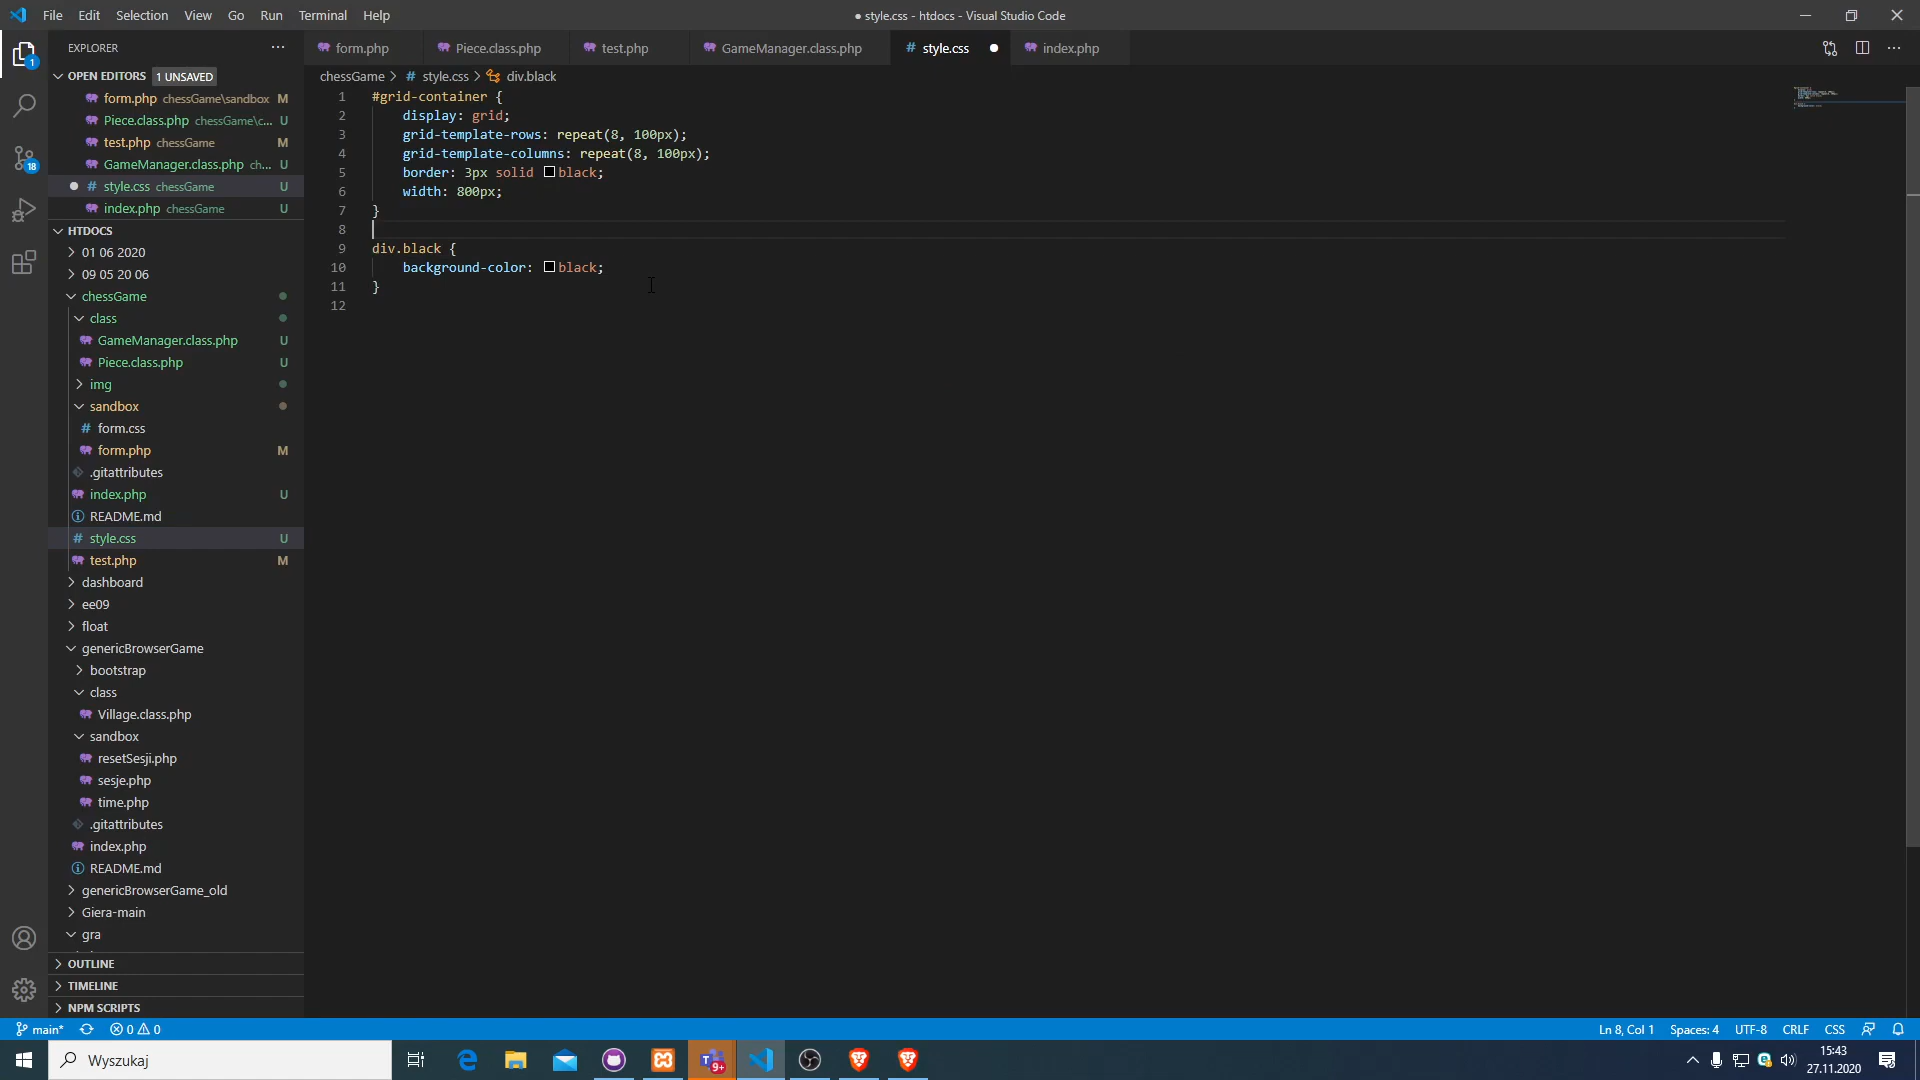 File Edit Selection View Go Run Terminal Help
● style.css - htdocs - Visual Studio Code
EXPLORER
form.php Piece.class.php test.php GameManager.class.php # style.css index.php
OPEN EDITORS 1 UNSAVED
form.php chessGame\sandbox M
Piece.class.php chessGame\c... U
test.php chessGame M
GameManager.class.php ch... U
# style.css chessGame U
index.php chessGame U
HTDOCS
01 06 2020
09 05 20 06
chessGame
class
GameManager.class.php U
Piece.class.php U
img
sandbox
# form.css
form.php M
.gitattributes
index.php U
README.md
# style.css U
test.php M
dashboard
ee09
float
genericBrowserGame
bootstrap
class
Village.class.php
sandbox
resetSesji.php
sesje.php
time.php
.gitattributes
index.php
README.md
genericBrowserGame_old
Giera-main
gra
OUTLINE
TIMELINE
NPM SCRIPTS
chessGame > # style.css > div.black
1 #grid-container {
2 display: grid;
3 grid-template-rows: repeat(8, 100px);
4 grid-template-columns: repeat(8, 100px);
5 border: 3px solid black;
6 width: 800px;
7 }
8
9 div.black {
10 background-color: black;
11 }
12
1
18
main* 0 0
Ln 8, Col 1 Spaces: 4 UTF-8 CRLF CSS
Wyszukaj
9+
15:43
27.11.2020